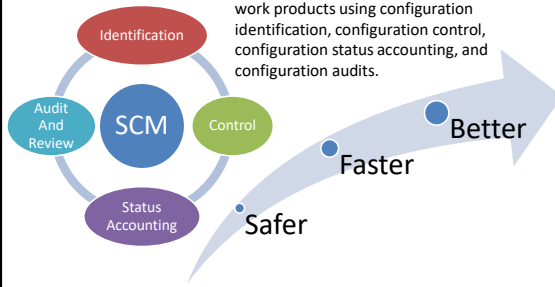 work products using configuration
identification, configuration control,
configuration status accounting, and
configuration audits.
Identification
Audit
And
Review
SCM
Control
Status
Accounting
Better
Faster
Safer